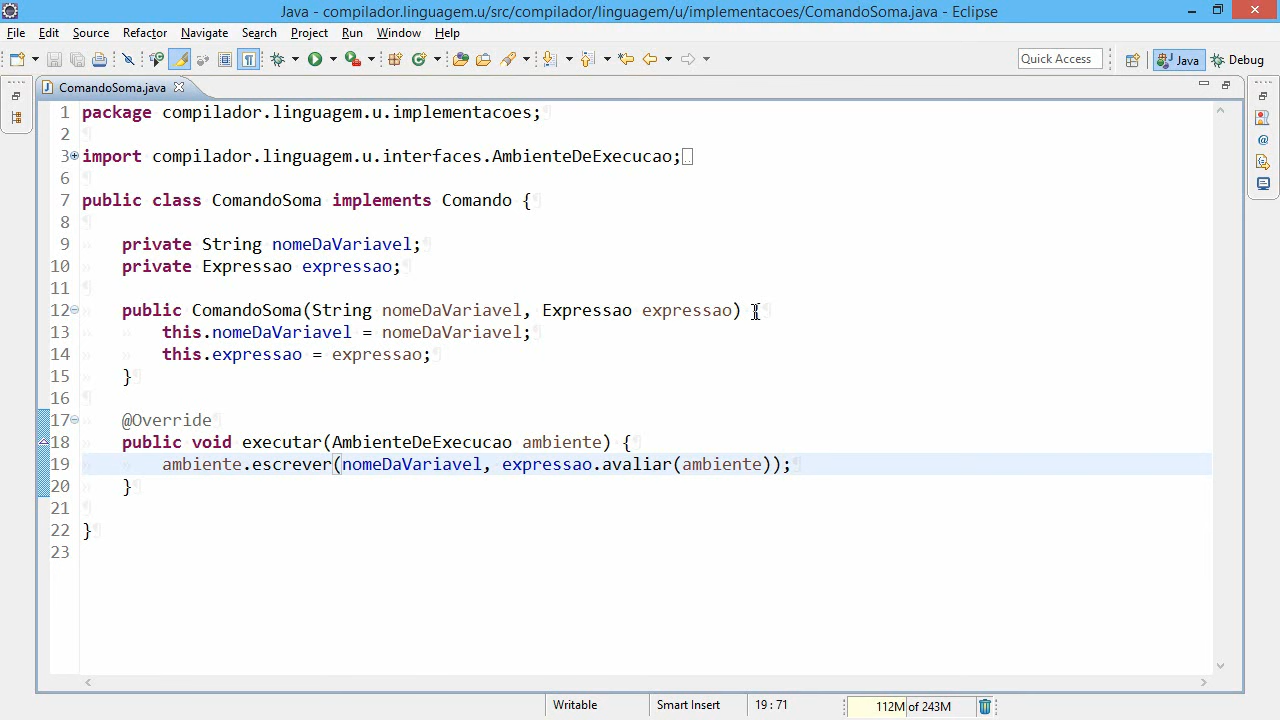 Java - compilador.linguagem.u/src/compilador/linguagem/u/implementacoes/ComandoSoma.java - Eclipse
File Edit Source Refactor Navigate Search Project Run Window Help
Quick Access Java Debug
ComandoSoma.java
1 package compilador.linguagem.u.implementacoes;
2
3 import compilador.linguagem.u.interfaces.AmbienteDeExecucao;
6
7 public class ComandoSoma implements Comando {
8
9 private String nomeDaVariavel;
10 private Expressao expressao;
11
12 public ComandoSoma(String nomeDaVariavel, Expressao expressao) {
13 this.nomeDaVariavel = nomeDaVariavel;
14 this.expressao = expressao;
15 }
16
17 @Override
18 public void executar(AmbienteDeExecucao ambiente) {
19 ambiente.escrever(nomeDaVariavel, expressao.avaliar(ambiente));
20 }
21
22 }
23
Writable Smart Insert 19 : 71 112M of 243M